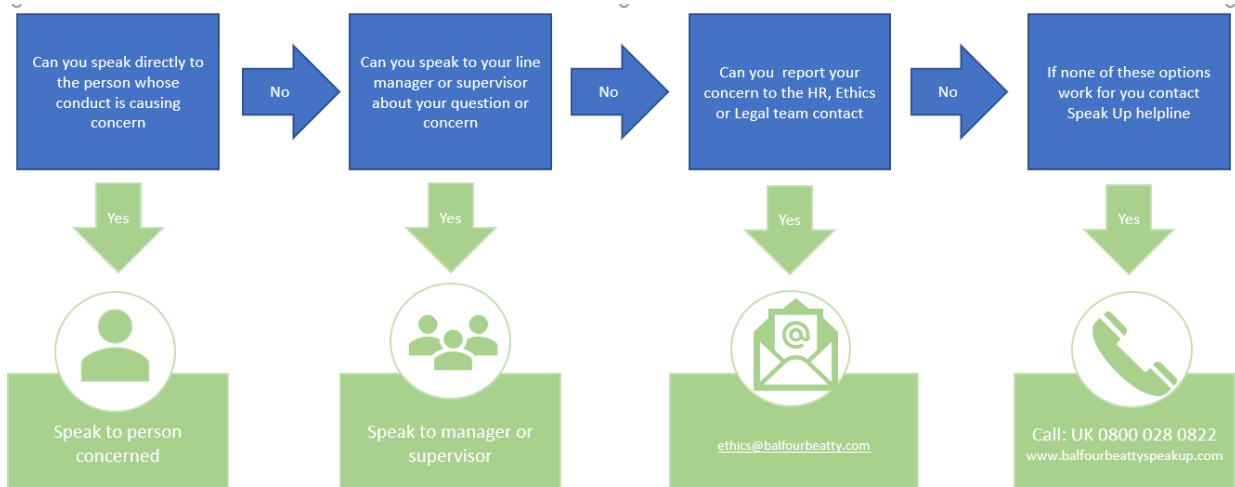 Can you speak directly to
the person whose
conduct is causing
concern
No
Can you speak to your line
manager or supervisor
about your question or
concern
No
Can you  report your
concern to the HR, Ethics
or Legal team contact
No
If none of these options
work for you contact
Speak Up helpline
Yes
Yes
Yes
Yes
@
Speak to person
concerned
Speak to manager or
supervisor
ethics@balfourbeatty.com
Call: UK 0800 028 0822
www.balfourbeattyspeakup.com